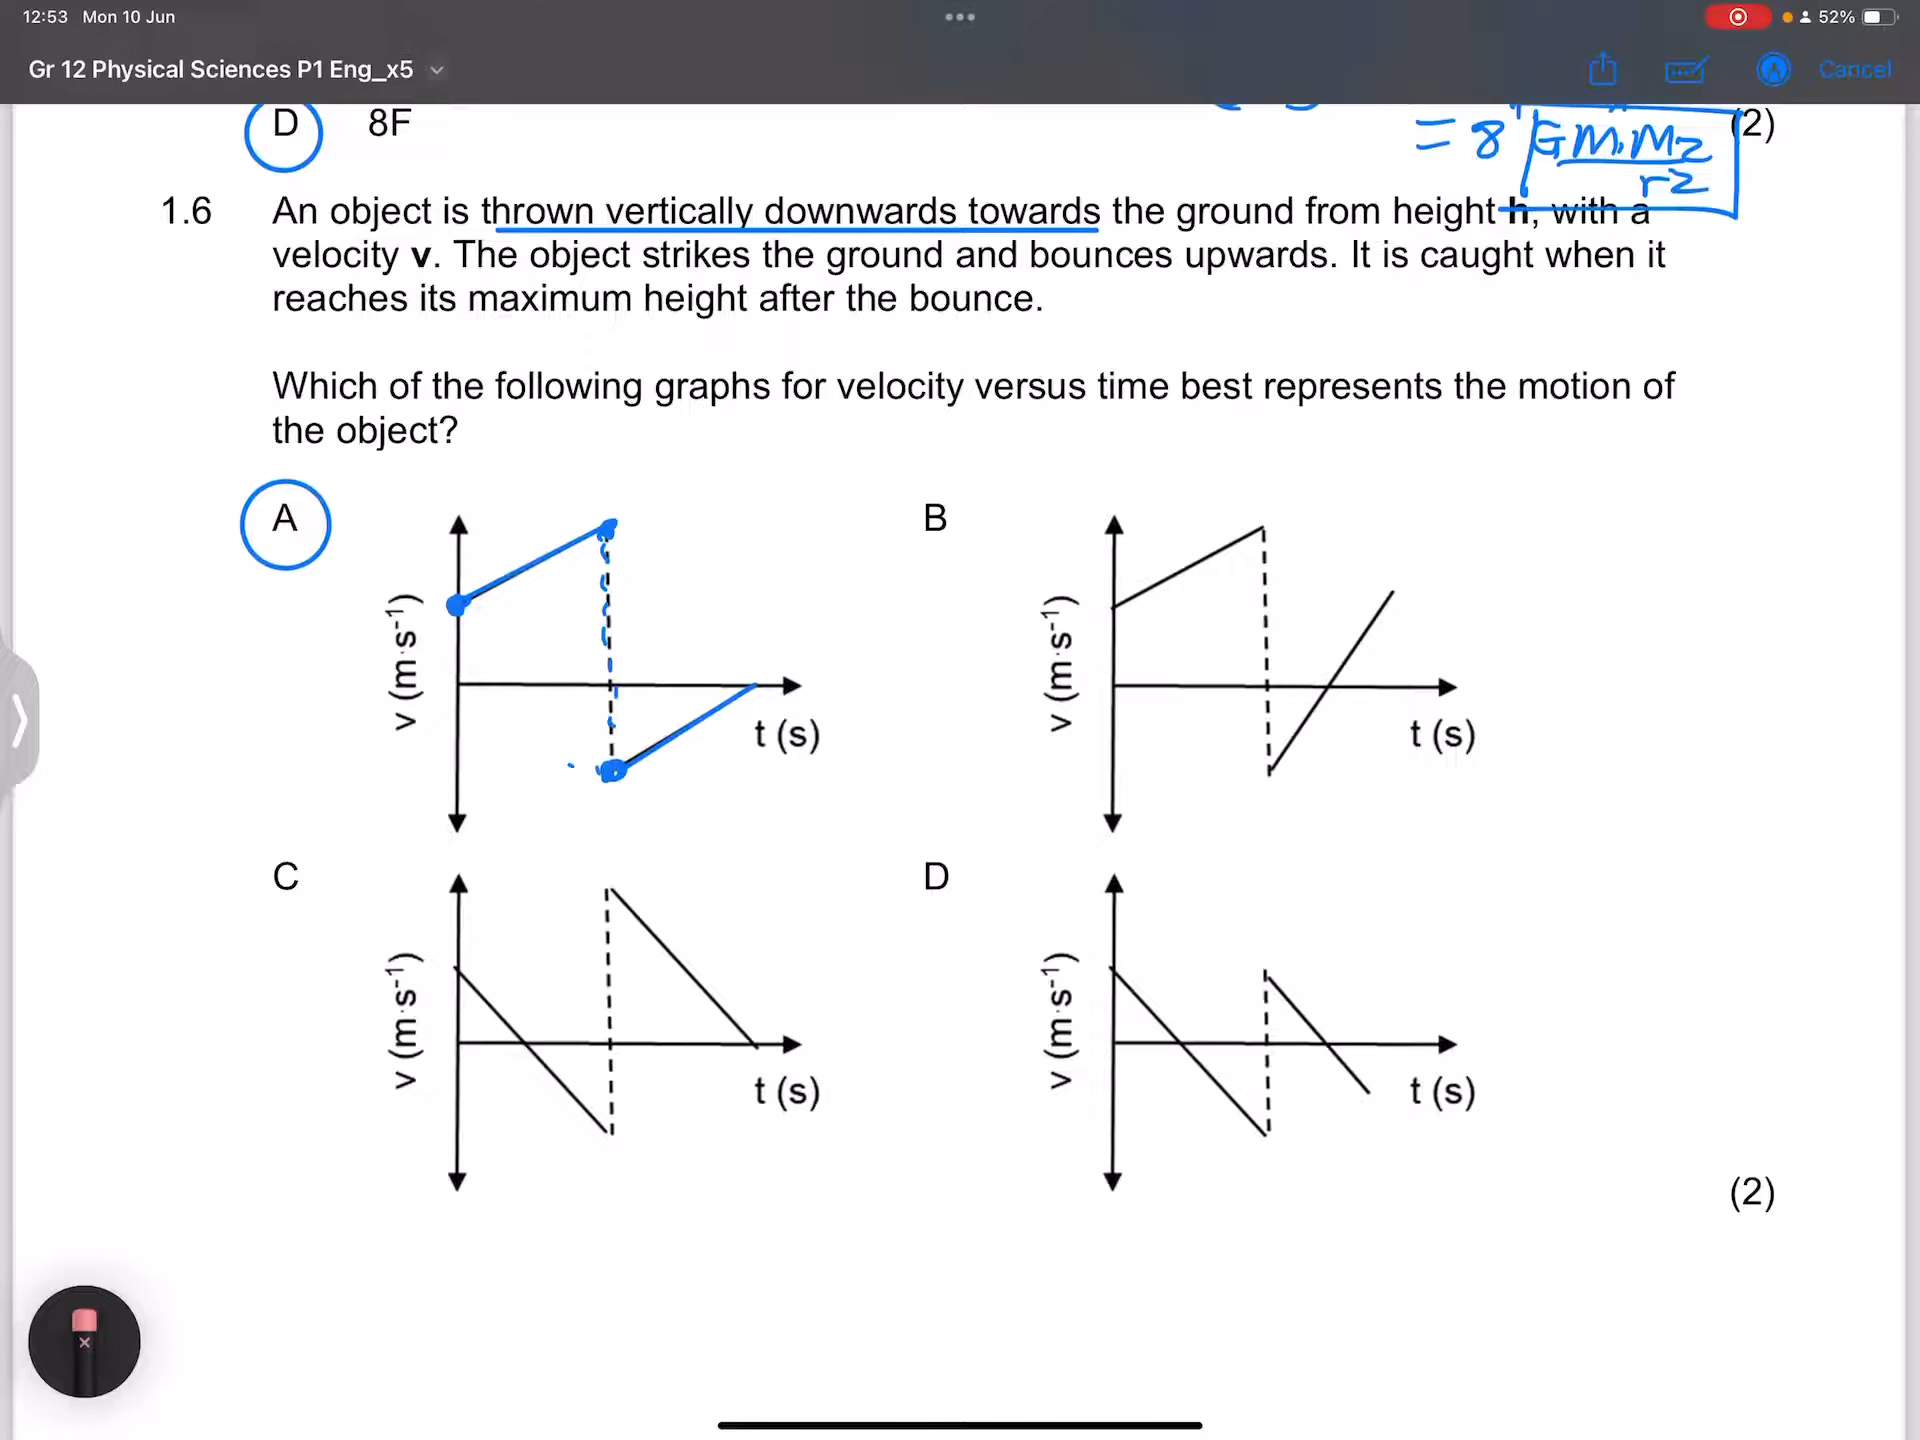 12:53 Mon 10 Jun
52%
Gr 12 Physical Sciences P1 Eng_x5
Cancel
D 8F
= 8 GM₁M₂
r2
(2)
1.6 An object is thrown vertically downwards towards the ground from height h, with a
velocity v. The object strikes the ground and bounces upwards. It is caught when it
reaches its maximum height after the bounce.
Which of the following graphs for velocity versus time best represents the motion of
the object?
A
v (m·s⁻¹)
t (s)
B
v (m·s⁻¹)
t (s)
C
v (m·s⁻¹)
t (s)
D
v (m·s⁻¹)
t (s)
(2)